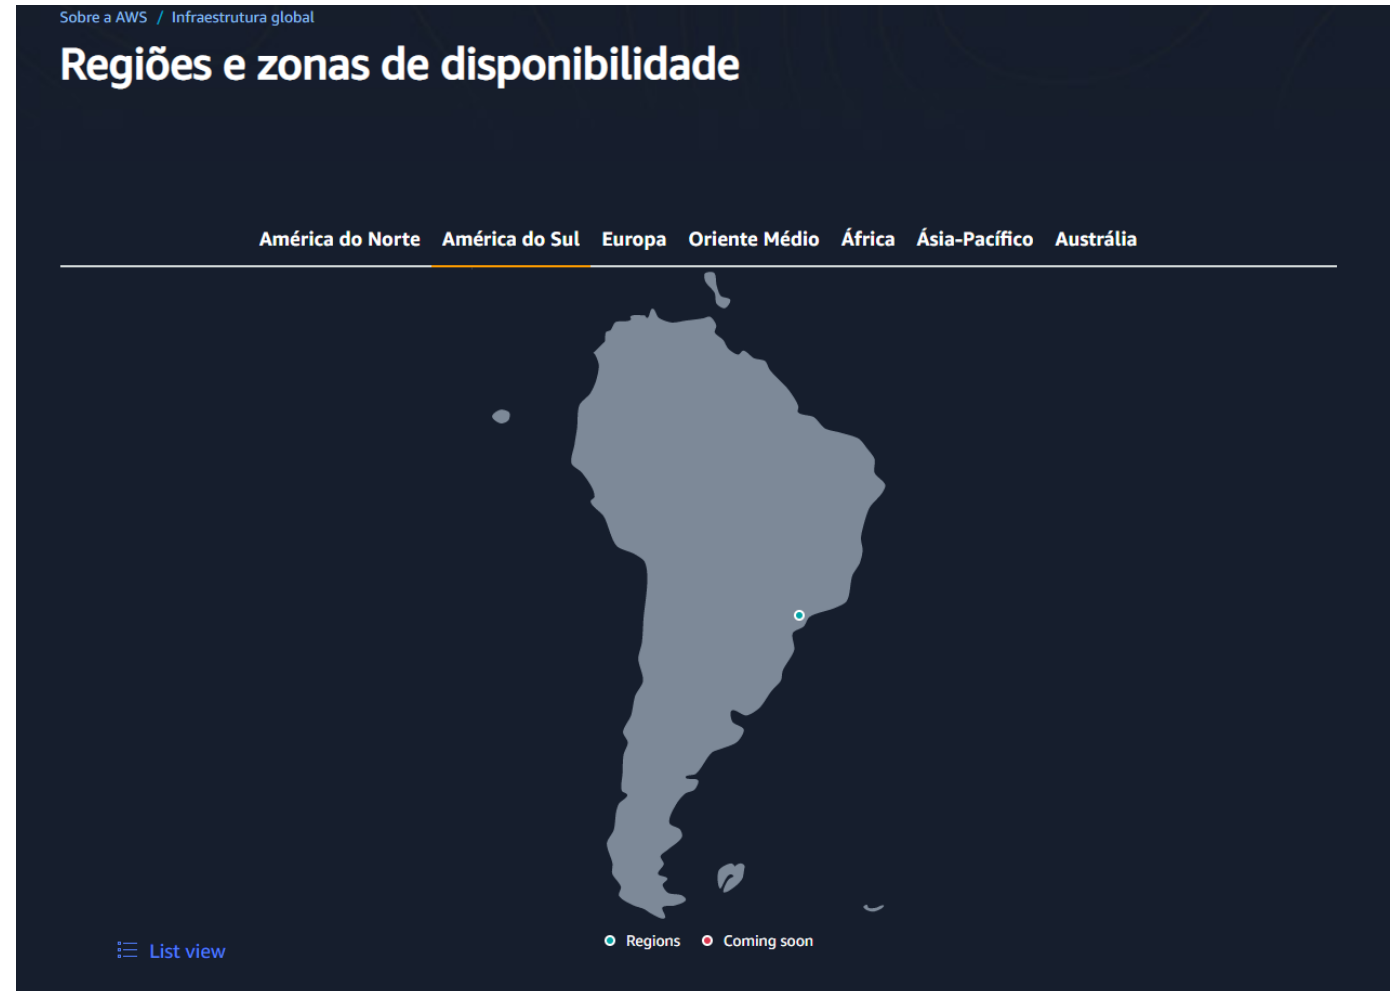 Sobre a AWS / Infraestrutura global
Regiões e zonas de disponibilidade
América do Norte América do Sul Europa Oriente Médio África Ásia-Pacífico Austrália
Regions Coming soon
List view